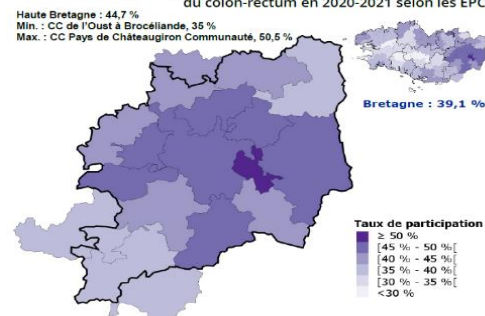 du colon-rectum en 2020-2021 selon les EPC
Haute Bretagne : 44,7 %
Min. : CC de l'Oust à Brocéliande, 35 %
Max. : CC Pays de Châteaugiron Communauté, 50,5 %
Bretagne : 39,1 %
Taux de participation
≥ 50 %
[45 % - 50 %[
[40 % - 45 %[
[35 % - 40 %[
[30 % - 35 %[
<30 %